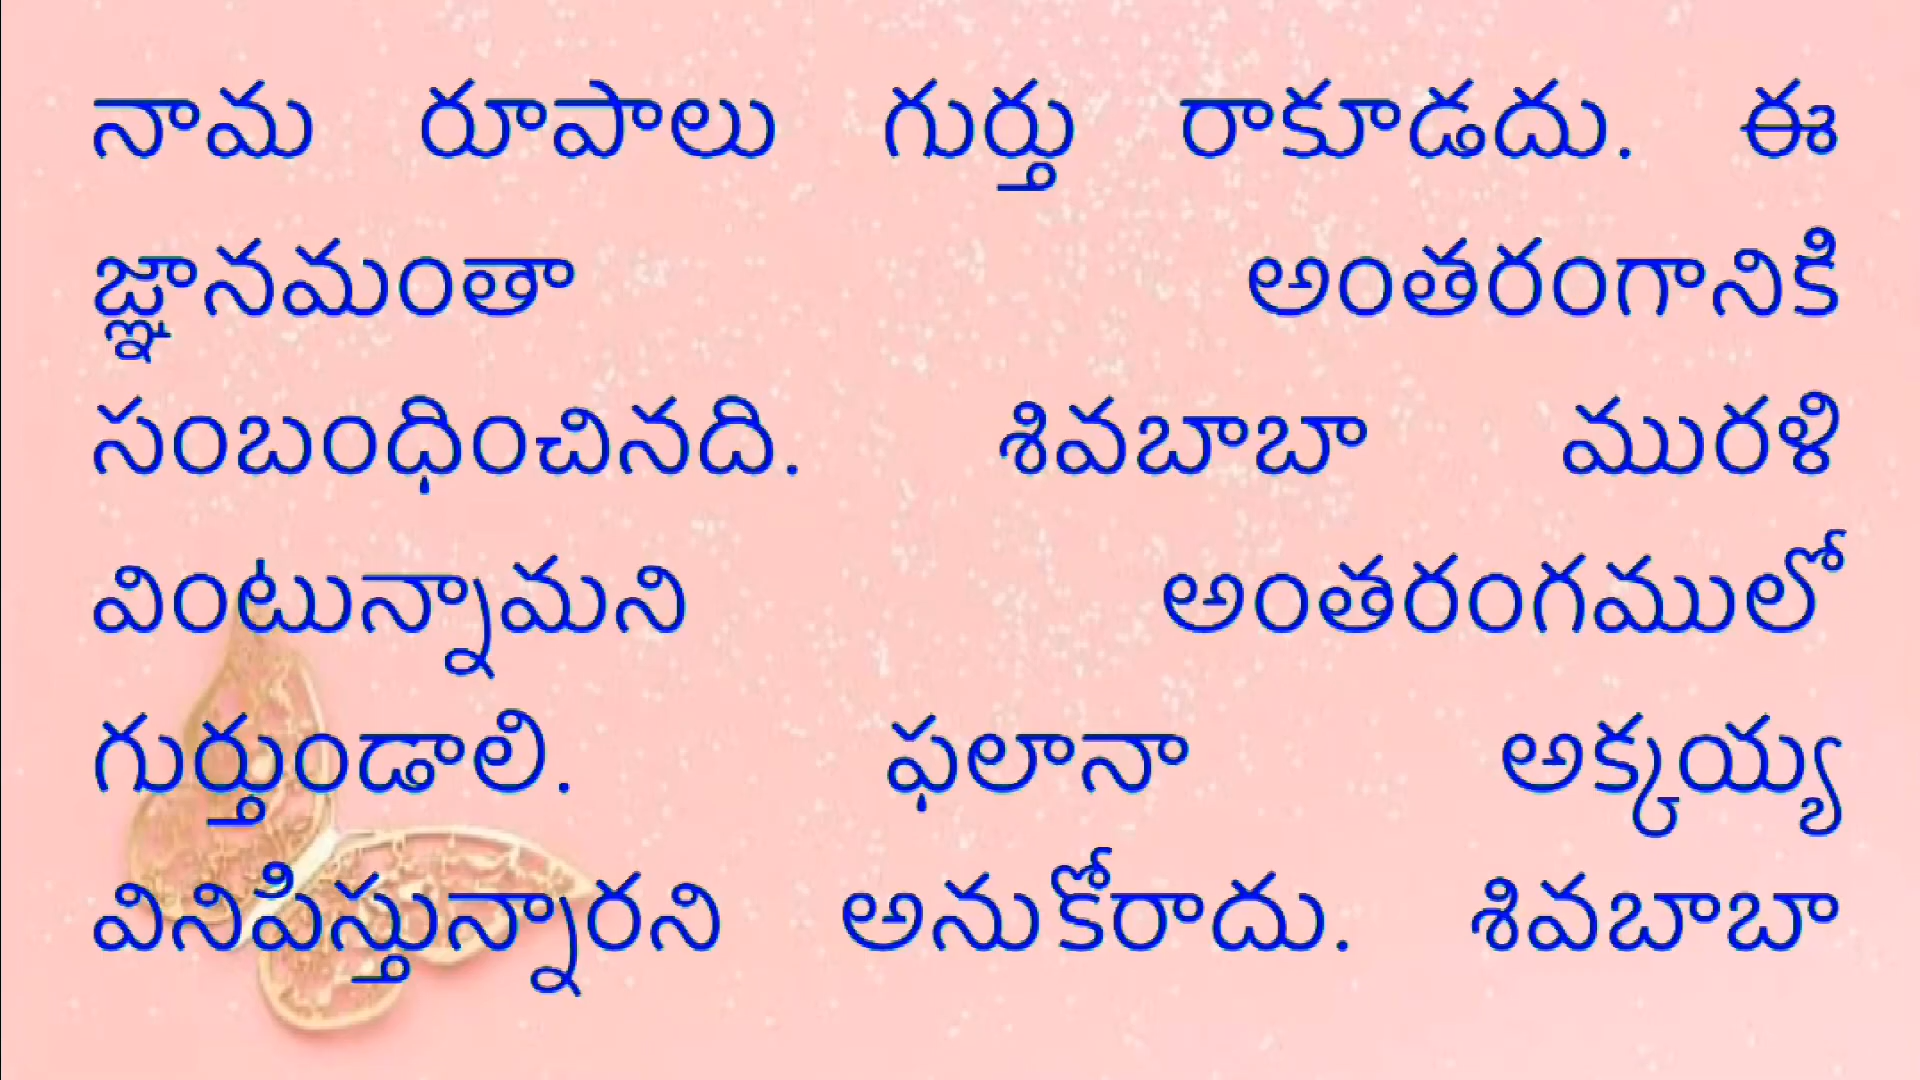 నామ రూపాలు గుర్తు రాకూడదు. ఈ
జ్ఞానమంతా అంతరంగానికి
సంబంధించినది. శివబాబా మురళి
వింటున్నామని అంతరంగములో
గుర్తుండాలి. ఫలానా అక్కయ్య
వినిపిస్తున్నారని అనుకోరాదు. శివబాబా